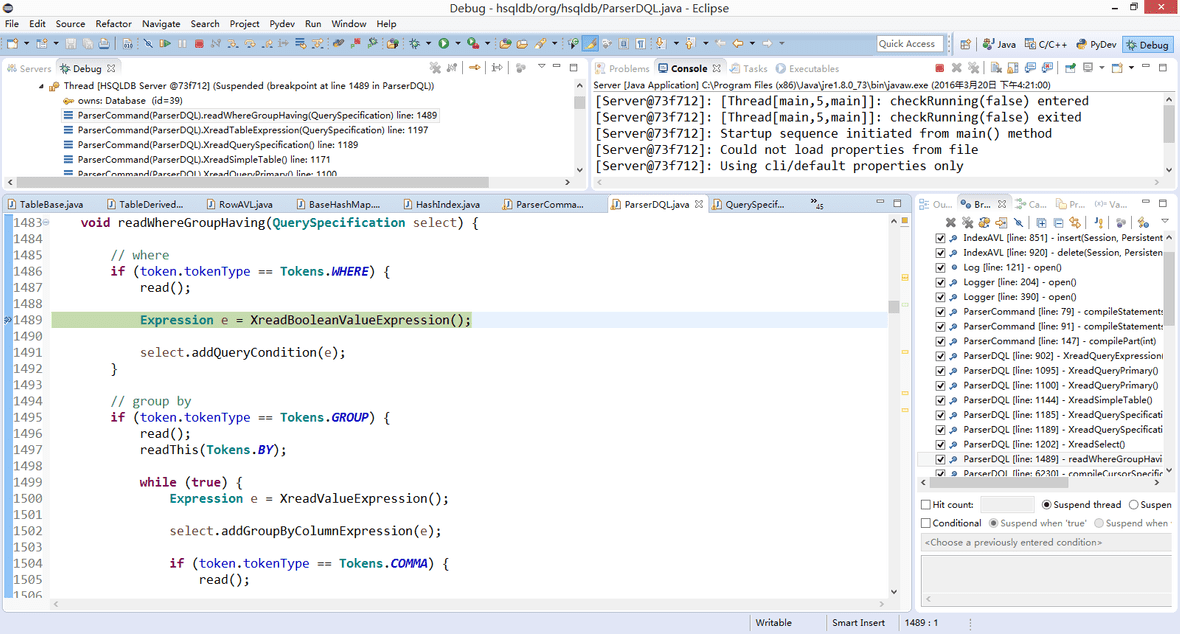 Debug - hsqldb/org/hsqldb/ParserDQL.java - Eclipse
File Edit Source Refactor Navigate Search Project Pydev Run Window Help
Quick Access Java C/C++ PyDev Debug
Servers Debug
Thread [HSQLDB Server @73f712] (Suspended (breakpoint at line 1489 in ParserDQL))
owns: Database (id=39)
ParserCommand(ParserDQL).readWhereGroupHaving(QuerySpecification) line: 1489
ParserCommand(ParserDQL).XreadTableExpression(QuerySpecification) line: 1197
ParserCommand(ParserDQL).XreadQuerySpecification() line: 1189
ParserCommand(ParserDQL).XreadSimpleTable() line: 1171
ParserCommand(ParserDQL).XreadQueryPrimary() line: 1100
Problems Console Tasks Executables
Server [Java Application] C:\Program Files (x86)\Java\jre1.8.0_73\bin\javaw.exe (2016年3月20日 下午4:21:00)
[Server@73f712]: [Thread[main,5,main]]: checkRunning(false) entered
[Server@73f712]: [Thread[main,5,main]]: checkRunning(false) exited
[Server@73f712]: Startup sequence initiated from main() method
[Server@73f712]: Could not load properties from file
[Server@73f712]: Using cli/default properties only
TableBase.java TableDerived... RowAVL.java BaseHashMap.... HashIndex.java ParserComma... ParserDQL.java QuerySpecif... »45
1483 void readWhereGroupHaving(QuerySpecification select) {
1484
1485 // where
1486 if (token.tokenType == Tokens.WHERE) {
1487 read();
1488
1489 Expression e = XreadBooleanValueExpression();
1490
1491 select.addQueryCondition(e);
1492 }
1493
1494 // group by
1495 if (token.tokenType == Tokens.GROUP) {
1496 read();
1497 readThis(Tokens.BY);
1498
1499 while (true) {
1500 Expression e = XreadValueExpression();
1501
1502 select.addGroupByColumnExpression(e);
1503
1504 if (token.tokenType == Tokens.COMMA) {
1505 read();
1506
Ou... Br... Ca... Pr... (x)= Va...
IndexAVL [line: 851] - insert(Session, Persistent
IndexAVL [line: 920] - delete(Session, Persisten
Log [line: 121] - open()
Logger [line: 204] - open()
Logger [line: 390] - open()
ParserCommand [line: 79] - compileStatements
ParserCommand [line: 91] - compileStatements
ParserCommand [line: 147] - compilePart(int)
ParserDQL [line: 902] - XreadQueryExpression
ParserDQL [line: 1095] - XreadQueryPrimary()
ParserDQL [line: 1100] - XreadQueryPrimary()
ParserDQL [line: 1144] - XreadSimpleTable()
ParserDQL [line: 1185] - XreadQuerySpecificati
ParserDQL [line: 1189] - XreadQuerySpecificati
ParserDQL [line: 1202] - XreadSelect()
ParserDQL [line: 1489] - readWhereGroupHavi
ParserDQL [line: 6230] - compileCursorSpecific
Hit count: Suspend thread Suspen
Conditional Suspend when 'true' Suspend when
<Choose a previously entered condition>
Writable Smart Insert 1489 : 1